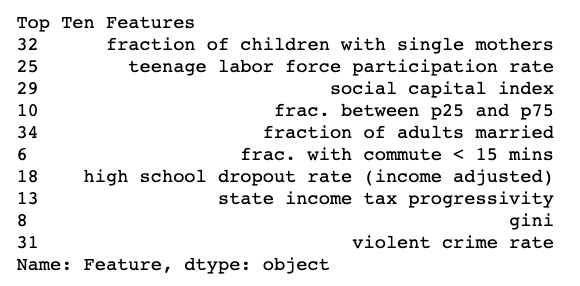 Top Ten Features
32 fraction of children with single mothers
25 teenage labor force participation rate
29 social capital index
10 frac. between p25 and p75
34 fraction of adults married
6 frac. with commute < 15 mins
18 high school dropout rate (income adjusted)
13 state income tax progressivity
8 gini
31 violent crime rate
Name: Feature, dtype: object